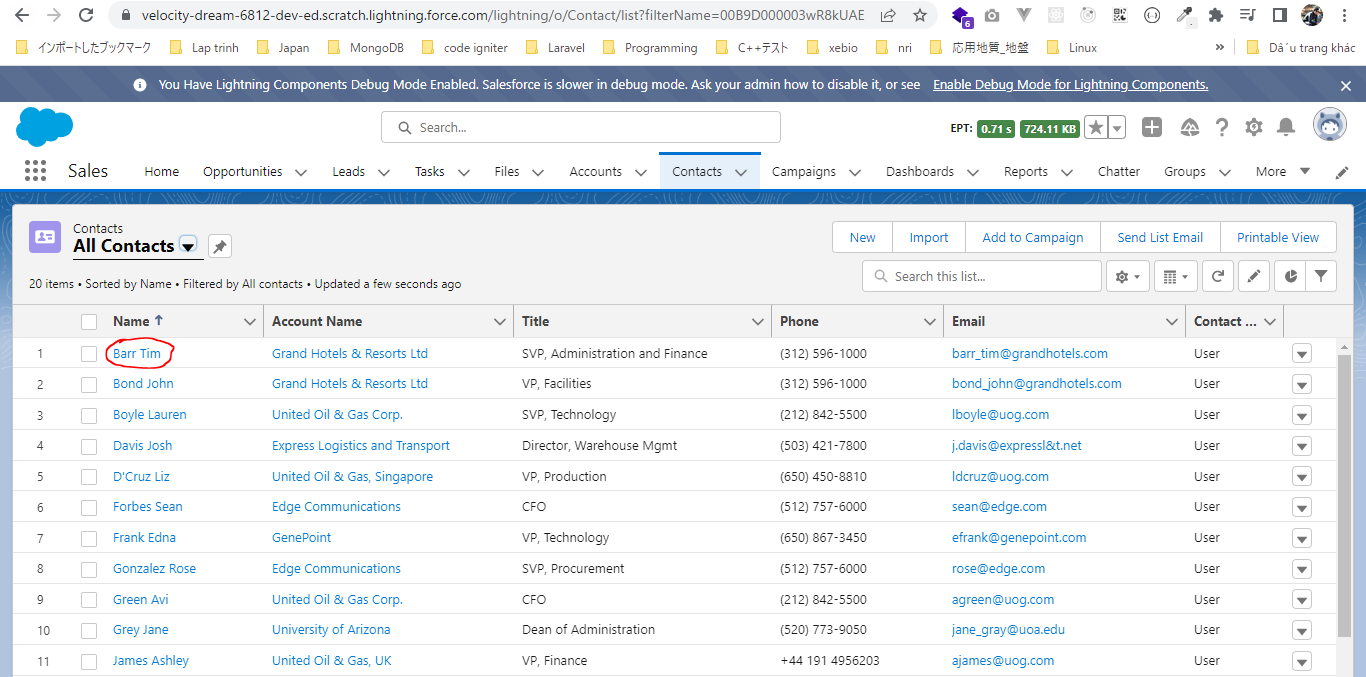 velocity-dream-6812-dev-ed.scratch.lightning.force.com/lightning/o/Contact/list?filterName=00B9D000003wR8kUAE
6
インポートしたブックマーク Lap trinh Japan MongoDB code igniter Laravel Programming C++テスト xebio nri 応用地質_地盤 Linux » Dấu trang khác
You Have Lightning Components Debug Mode Enabled. Salesforce is slower in debug mode. Ask your admin how to disable it, or see Enable Debug Mode for Lightning Components.
Search...
EPT: 0.71 s 724.11 KB
Sales Home Opportunities Leads Tasks Files Accounts Contacts Campaigns Dashboards Reports Chatter Groups More
Contacts
All Contacts
New Import Add to Campaign Send List Email Printable View
20 items • Sorted by Name • Filtered by All contacts • Updated a few seconds ago
Search this list...
Name ↑ Account Name Title Phone Email Contact ...
1 Barr Tim Grand Hotels & Resorts Ltd SVP, Administration and Finance (312) 596-1000 barr_tim@grandhotels.com User
2 Bond John Grand Hotels & Resorts Ltd VP, Facilities (312) 596-1000 bond_john@grandhotels.com User
3 Boyle Lauren United Oil & Gas Corp. SVP, Technology (212) 842-5500 lboyle@uog.com User
4 Davis Josh Express Logistics and Transport Director, Warehouse Mgmt (503) 421-7800 j.davis@expressl&t.net User
5 D'Cruz Liz United Oil & Gas, Singapore VP, Production (650) 450-8810 ldcruz@uog.com User
6 Forbes Sean Edge Communications CFO (512) 757-6000 sean@edge.com User
7 Frank Edna GenePoint VP, Technology (650) 867-3450 efrank@genepoint.com User
8 Gonzalez Rose Edge Communications SVP, Procurement (512) 757-6000 rose@edge.com User
9 Green Avi United Oil & Gas Corp. CFO (212) 842-5500 agreen@uog.com User
10 Grey Jane University of Arizona Dean of Administration (520) 773-9050 jane_gray@uoa.edu User
11 James Ashley United Oil & Gas, UK VP, Finance +44 191 4956203 ajames@uog.com User